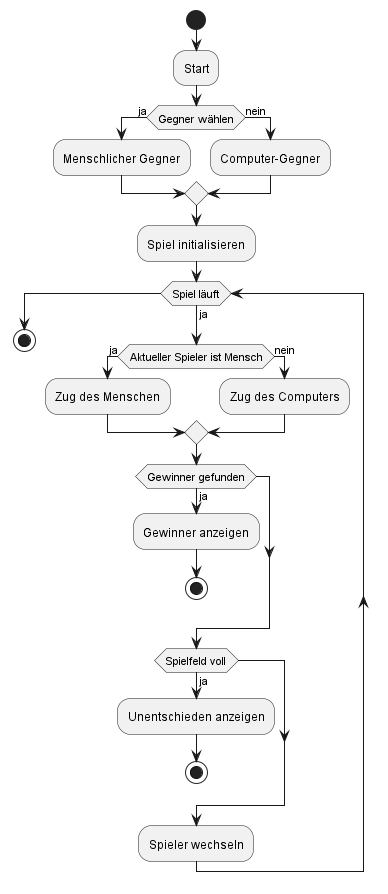 Start
ja
Gegner wählen
nein
Menschlicher Gegner
Computer-Gegner
Spiel initialisieren
Spiel läuft
ja
ja
Aktueller Spieler ist Mensch
nein
Zug des Menschen
Zug des Computers
Gewinner gefunden
ja
Gewinner anzeigen
Spielfeld voll
ja
Unentschieden anzeigen
Spieler wechseln